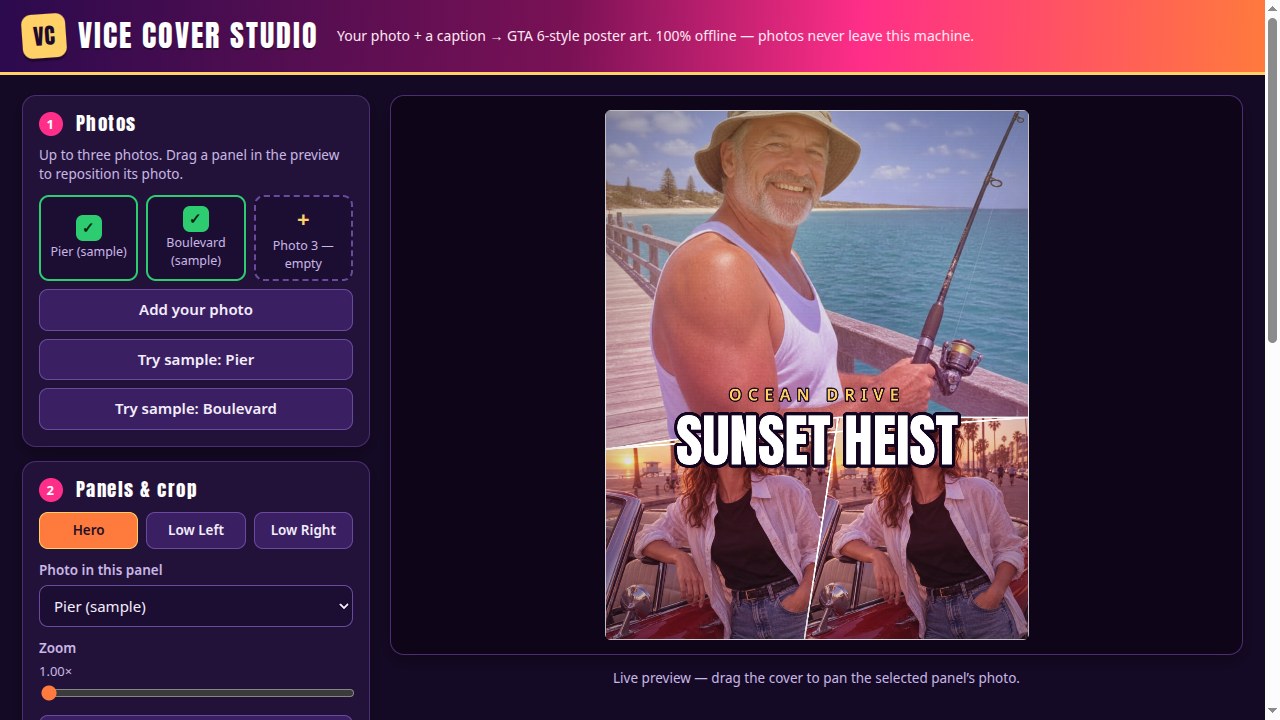 VC
VICE COVER STUDIO
Your photo + a caption → GTA 6-style poster art. 100% offline — photos never leave this machine.
1
Photos
Up to three photos. Drag a panel in the preview
to reposition its photo.
✓
Pier (sample)
✓
Boulevard
(sample)
+
Photo 3 —
empty
Add your photo
Try sample: Pier
Try sample: Boulevard
2
Panels & crop
Hero
Low Left
Low Right
Photo in this panel
Pier (sample)
Zoom
1.00×
OCEAN DRIVE
SUNSET HEIST
Live preview — drag the cover to pan the selected panel's photo.